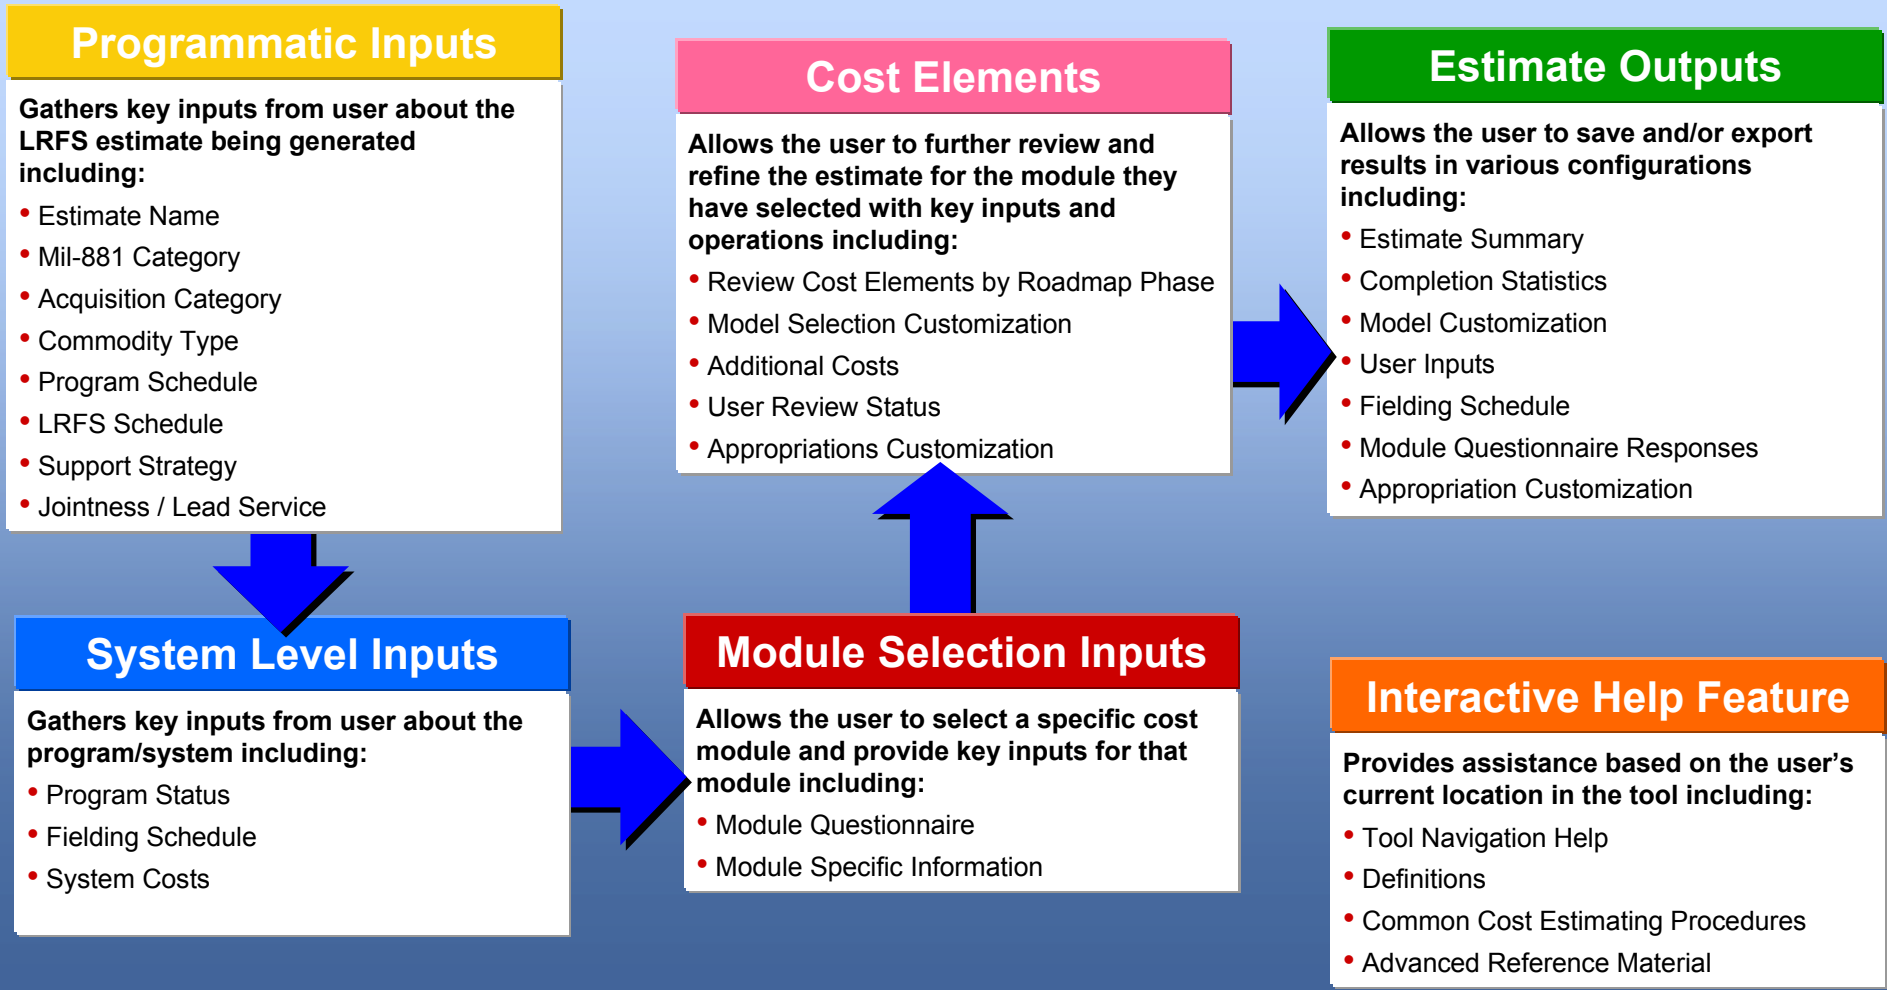 Programmatic Inputs
Gathers key inputs from user about the
LRFS estimate being generated
including:
• Estimate Name
• Mil-881 Category
• Acquisition Category
• Commodity Type
• Program Schedule
• LRFS Schedule
• Support Strategy
• Jointness / Lead Service
System Level Inputs
Gathers key inputs from user about the
program/system including:
• Program Status
• Fielding Schedule
• System Costs
Module Selection Inputs
Allows the user to select a specific cost
module and provide key inputs for that
module including:
• Module Questionnaire
• Module Specific Information
Cost Elements
Allows the user to further review and
refine the estimate for the module they
have selected with key inputs and
operations including:
• Review Cost Elements by Roadmap Phase
• Model Selection Customization
• Additional Costs
• User Review Status
• Appropriations Customization
Estimate Outputs
Allows the user to save and/or export
results in various configurations
including:
• Estimate Summary
• Completion Statistics
• Model Customization
• User Inputs
• Fielding Schedule
• Module Questionnaire Responses
• Appropriation Customization
Interactive Help Feature
Provides assistance based on the user’s
current location in the tool including:
• Tool Navigation Help
• Definitions
• Common Cost Estimating Procedures
• Advanced Reference Material